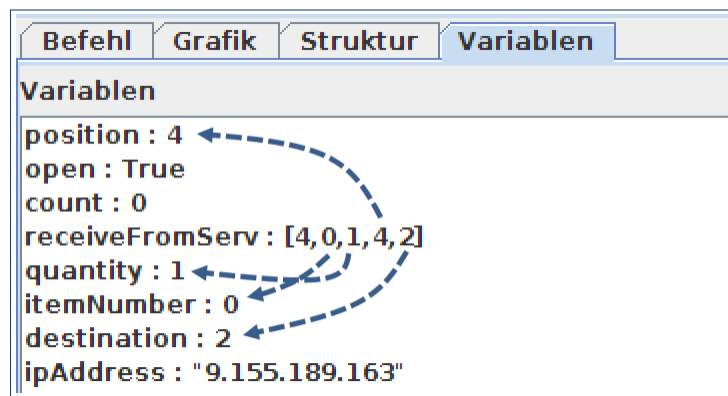 Befehl Grafik Struktur Variablen
Variablen
position : 4
open : True
count : 0
receiveFromServ : [4,0,1,4,2]
quantity : 1
itemNumber : 0
destination : 2
ipAddress : "9.155.189.163"